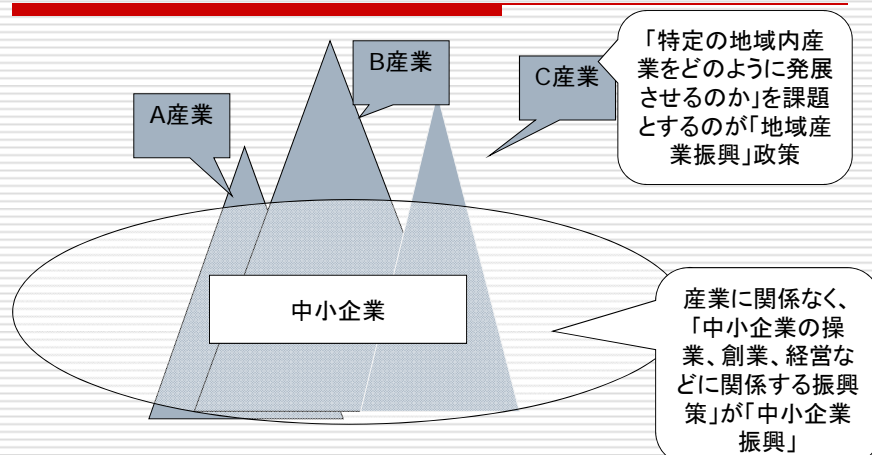 A産業
B産業
C産業
「特定の地域内産
業をどのように発展
させるのか」を課題
とするのが「地域産
業振興」政策
中小企業
産業に関係なく、
「中小企業の操
業、創業、経営な
どに関係する振興
策」が「中小企業
振興」